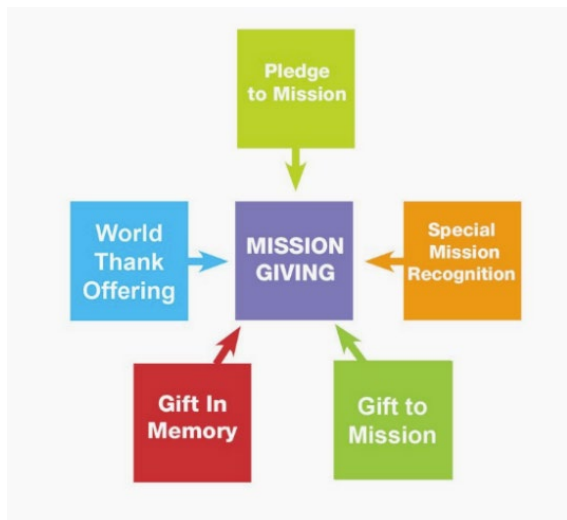 Pledge
to Mission
World
Thank
Offering
MISSION
GIVING
Special
Mission
Recognition
Gift In
Memory
Gift to
Mission